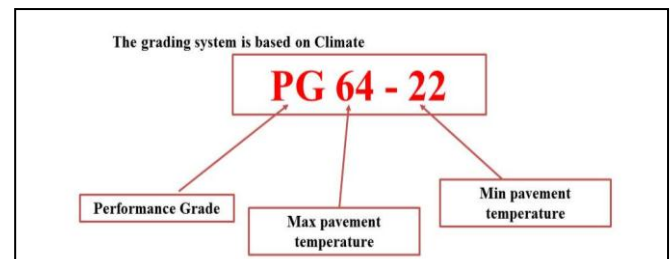 The grading system is based on Climate
PG 64 - 22
Performance Grade
Max pavement
temperature
Min pavement
temperature